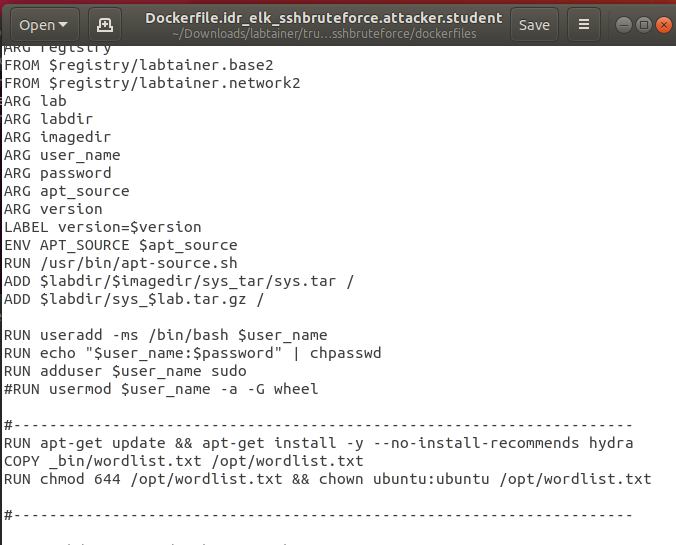 Open
Dockerfile.idr_elk_sshbruteforce.attacker.student
~/Downloads/labtainer/tru…sshbruteforce/dockerfiles
Save
ARG registry
FROM $registry/labtainer.base2
FROM $registry/labtainer.network2
ARG lab
ARG labdir
ARG imagedir
ARG user_name
ARG password
ARG apt_source
ARG version
LABEL version=$version
ENV APT_SOURCE $apt_source
RUN /usr/bin/apt-source.sh
ADD $labdir/$imagedir/sys_tar/sys.tar /
ADD $labdir/sys_$lab.tar.gz /
RUN useradd -ms /bin/bash $user_name
RUN echo "$user_name:$password" | chpasswd
RUN adduser $user_name sudo
#RUN usermod $user_name -a -G wheel
#---------------------------------------------------------------------
RUN apt-get update && apt-get install -y --no-install-recommends hydra
COPY _bin/wordlist.txt /opt/wordlist.txt
RUN chmod 644 /opt/wordlist.txt && chown ubuntu:ubuntu /opt/wordlist.txt
#---------------------------------------------------------------------